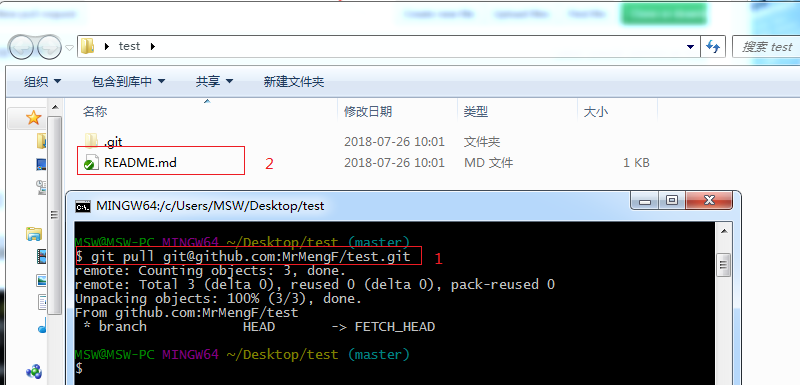 test
搜索 test
组织 包含到库中 共享 新建文件夹
名称 修改日期 类型 大小
.git 2018-07-26 10:01 文件夹
README.md 2 2018-07-26 10:01 MD 文件 1 KB
MINGW64:/c/Users/MSW/Desktop/test
MSW@MSW-PC MINGW64 ~/Desktop/test (master)
$ git pull git@github.com:MrMengF/test.git 1
remote: Counting objects: 3, done.
remote: Total 3 (delta 0), reused 0 (delta 0), pack-reused 0
Unpacking objects: 100% (3/3), done.
From github.com:MrMengF/test
* branch HEAD -> FETCH_HEAD
MSW@MSW-PC MINGW64 ~/Desktop/test (master)
$